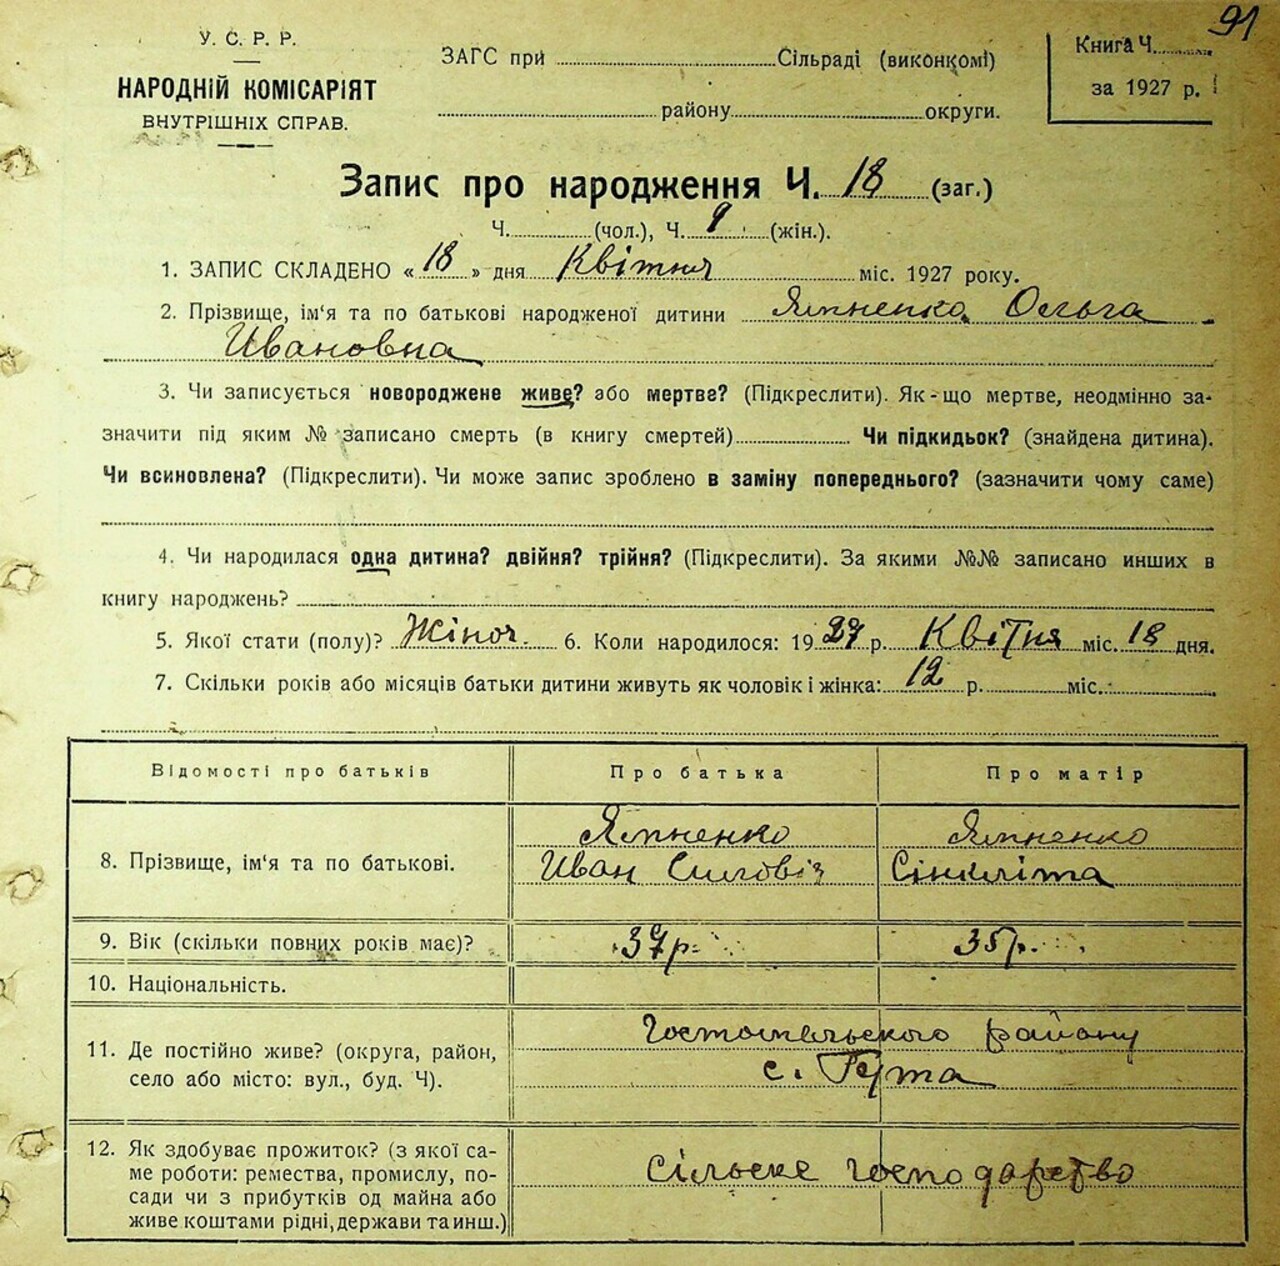 91
У. С. Р. Р.
НАРОДНІЙ КОМІСАРІЯТ
ВНУТРІШНІХ СПРАВ.
ЗАГС при Сільраді (виконкомі)
району округи.
Книга Ч.
за 1927 р.
Запис про народження Ч. 18 (заг.)
Ч. (чол.), Ч. 9 (жін.).
1. ЗАПИС СКЛАДЕНО «18» дня Квітня міс. 1927 року.
2. Прізвище, ім'я та по батькові народженої дитини Ольга
Ивановна
3. Чи записується новороджене живе? або мертве? (Підкреслити). Як-що мертве, неодмінно за-
значити під яким № записано смерть (в книгу смертей) Чи підкидьок? (знайдена дитина).
Чи всиновлена? (Підкреслити). Чи може запис зроблено в заміну попереднього? (зазначити чому саме)
4. Чи народилася одна дитина? двійня? трійня? (Підкреслити). За якими №№ записано инших в
книгу народжень?
5. Якої стати (полу)? Жіноч. 6. Коли народилося: 1927 р. Квітня міс. 18 дня.
7. Скільки років або місяців батьки дитини живуть як чоловік і жінка: 12 р. міс.
Відомості про батьків Про батька Про матір
8. Прізвище, ім'я та по батькові.
Иван Сінкліта
9. Вік (скільки повних років має)? 37 р. 35 р.
10. Національність.
11. Де постійно живе? (округа, район,
село або місто: вул., буд. Ч).
району
с. Гута
12. Як здобуває прожиток? (з якої са-
ме роботи: ремества, промислу, по-
сади чи з прибутків од майна або
живе коштами рідні, держави та инш.)
Сільске господарство